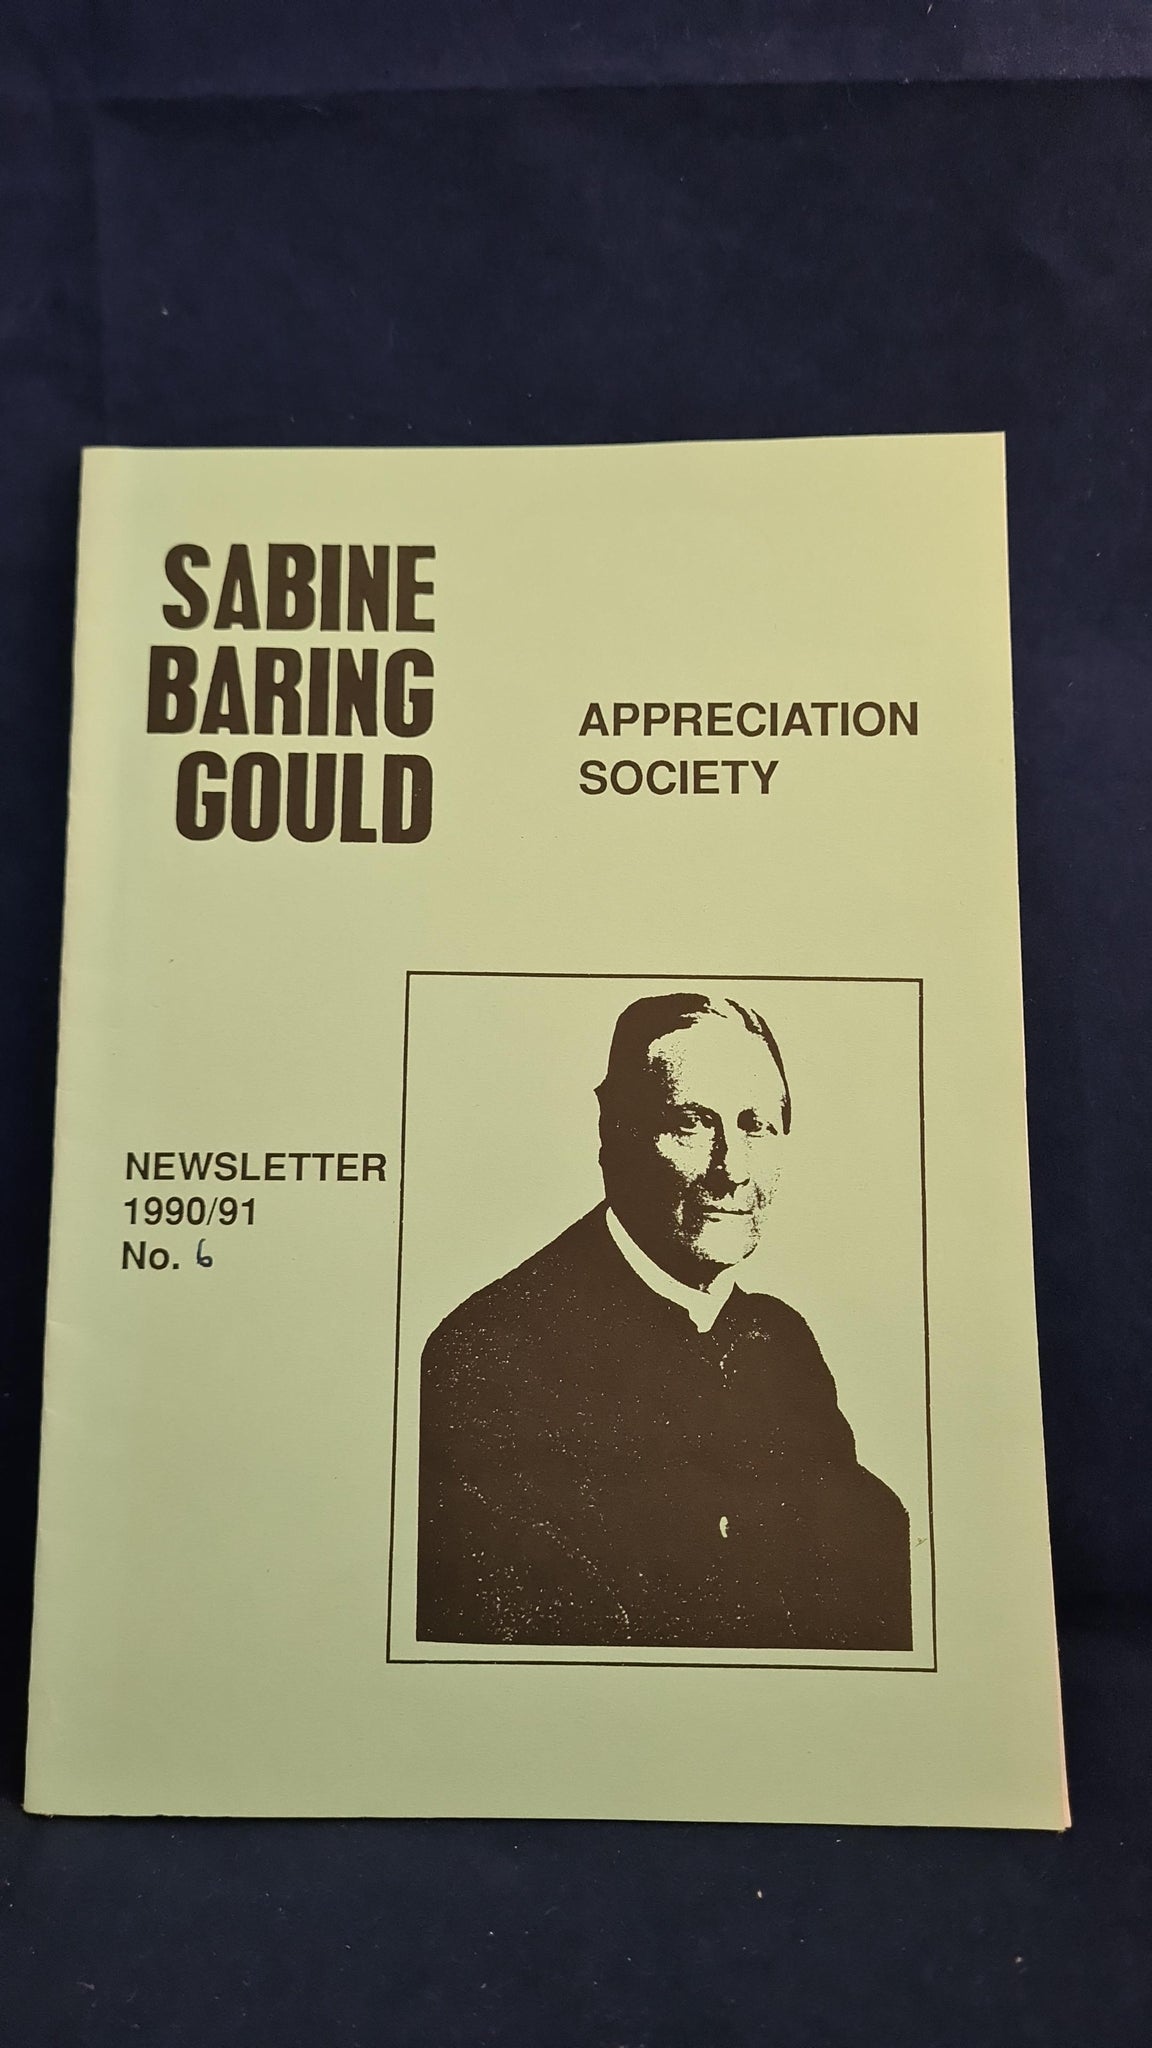 SABINE
BARING
GOULD
APPRECIATION
SOCIETY
NEWSLETTER
1990/91
No. 6